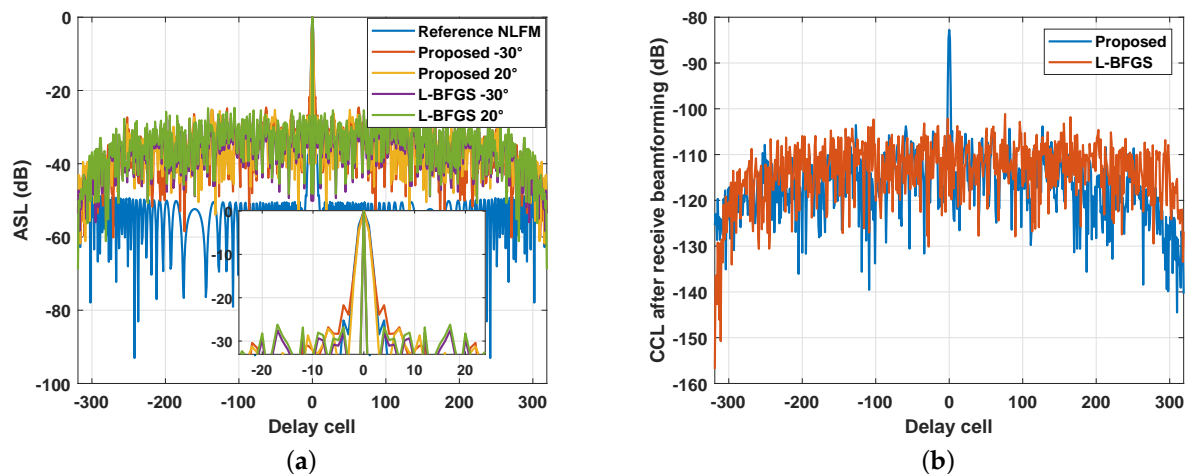 0
-20
-40
-60
-80
-100
ASL (dB)
-300
-200
-100
0
100
200
300
Delay cell
Reference NLFM
Proposed -30°
Proposed 20°
L-BFGS -30°
L-BFGS 20°
0
-10
-20
-30
-20
-10
0
10
20
(a)
-80
-90
-100
-110
-120
-130
-140
-150
-160
CCL after receive beamforming (dB)
-300
-200
-100
0
100
200
300
Delay cell
Proposed
L-BFGS
(b)